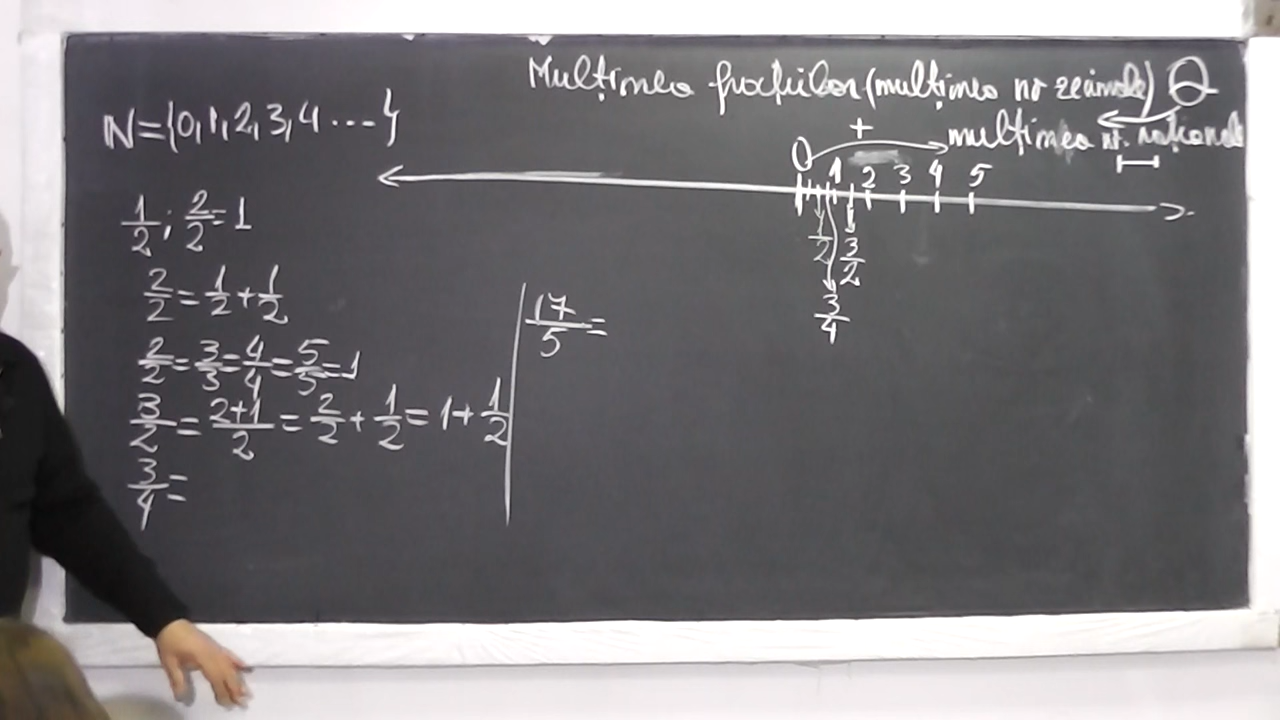 Mulțimea fracțiilor (mulțimea nr zecimale) Q
mulțimea nr. raționale
N={0,1,2,3,4 ...}
+
0 1 2 3 4 5
1/2 3/2
3/4
1/2 ; 2/2=1
2/2=1/2+1/2
2/2=3/3=4/4=5/5=1
3/2=2+1/2=2/2+1/2=1+1/2
3/4=
17/5=